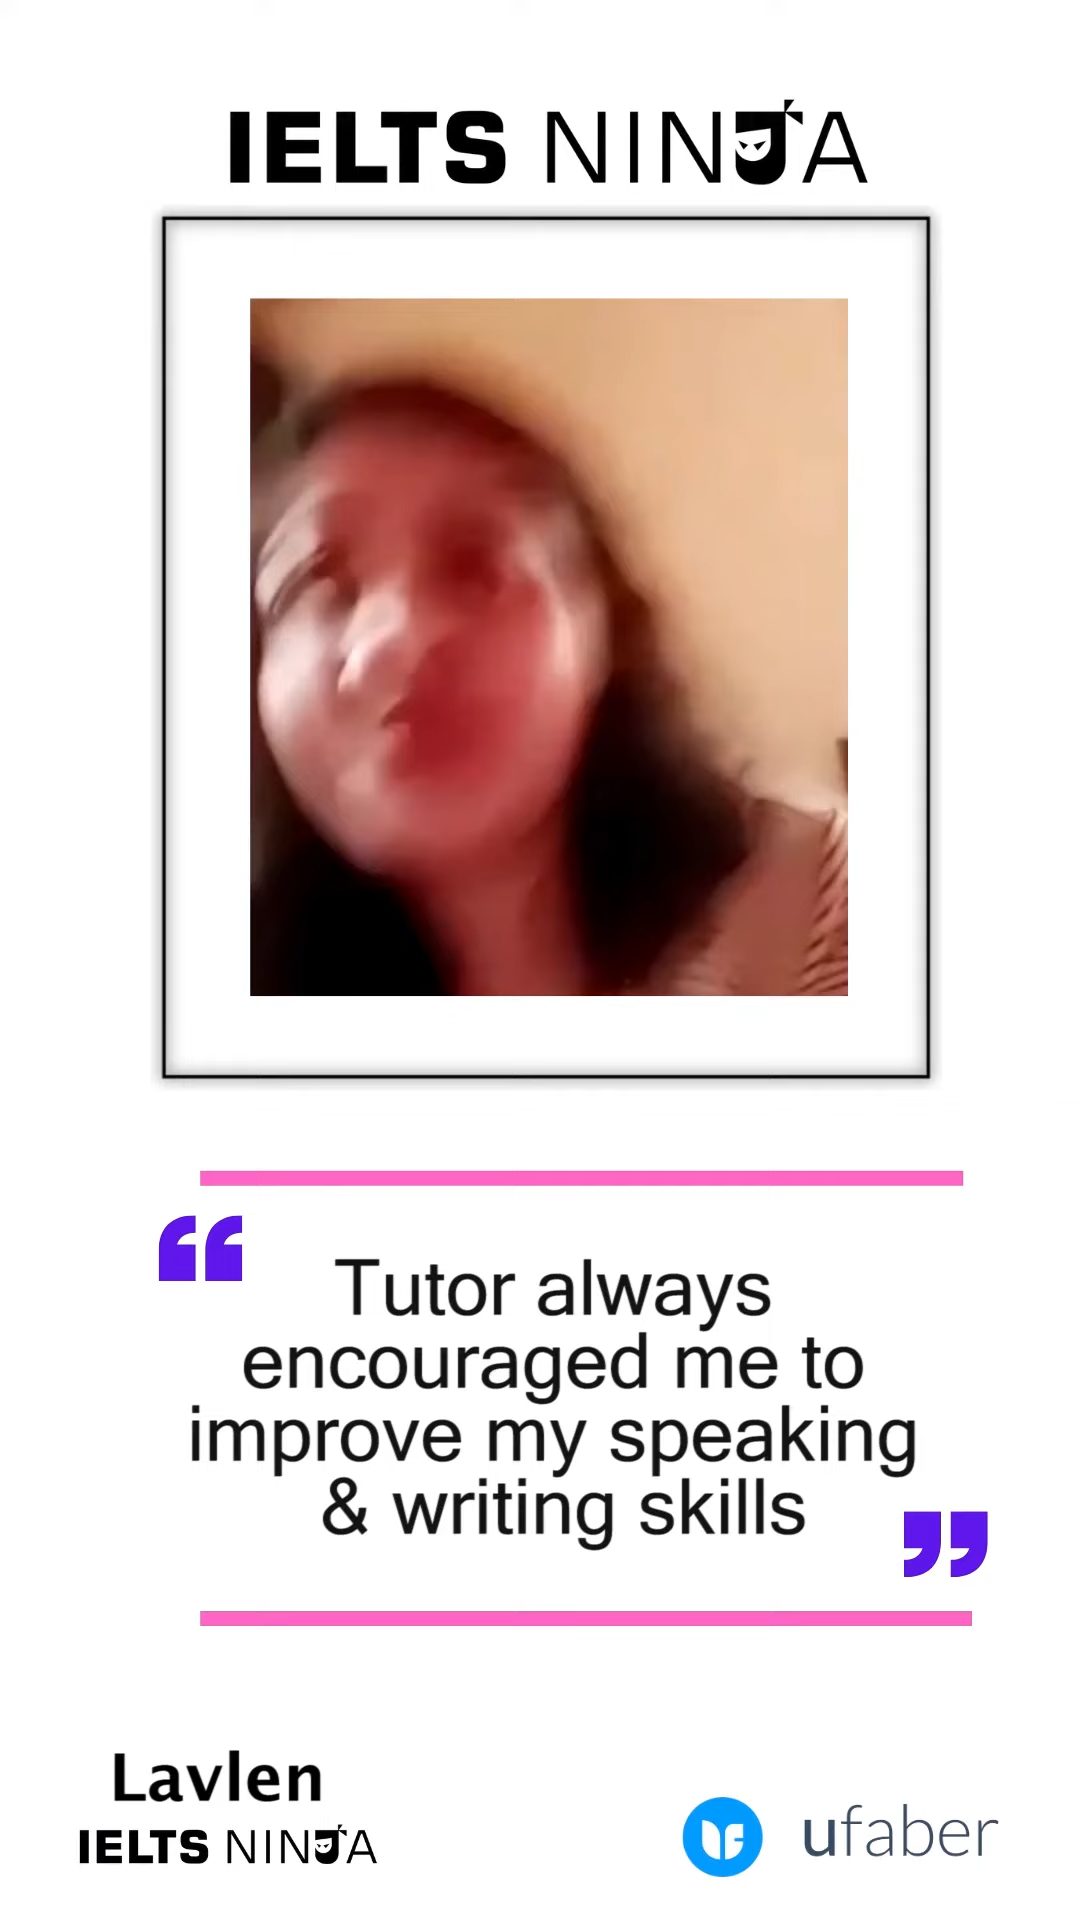 IELTS NINJA
Tutor always
encouraged me to
improve my speaking
& writing skills
Lavlen
IELTS NINJA
ufaber